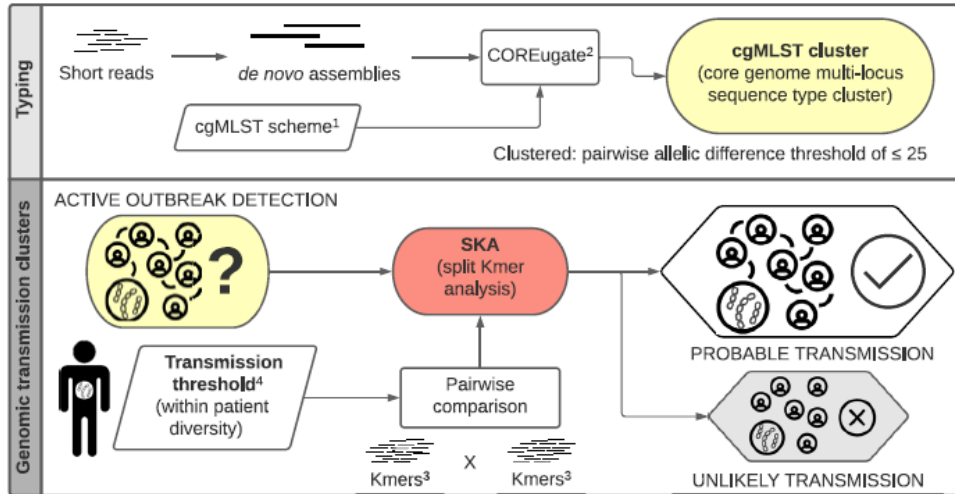 Typing
Short reads
de novo assemblies
COREugate²
cgMLST cluster
(core genome multi-locus
sequence type cluster)
cgMLST scheme¹
Clustered: pairwise allelic difference threshold of ≤ 25
Genomic transmission clusters
ACTIVE OUTBREAK DETECTION
?
SKA
(split Kmer
analysis)
PROBABLE TRANSMISSION
Transmission
threshold⁴
(within patient
diversity)
Pairwise
comparison
Kmers³ X Kmers³
UNLIKELY TRANSMISSION